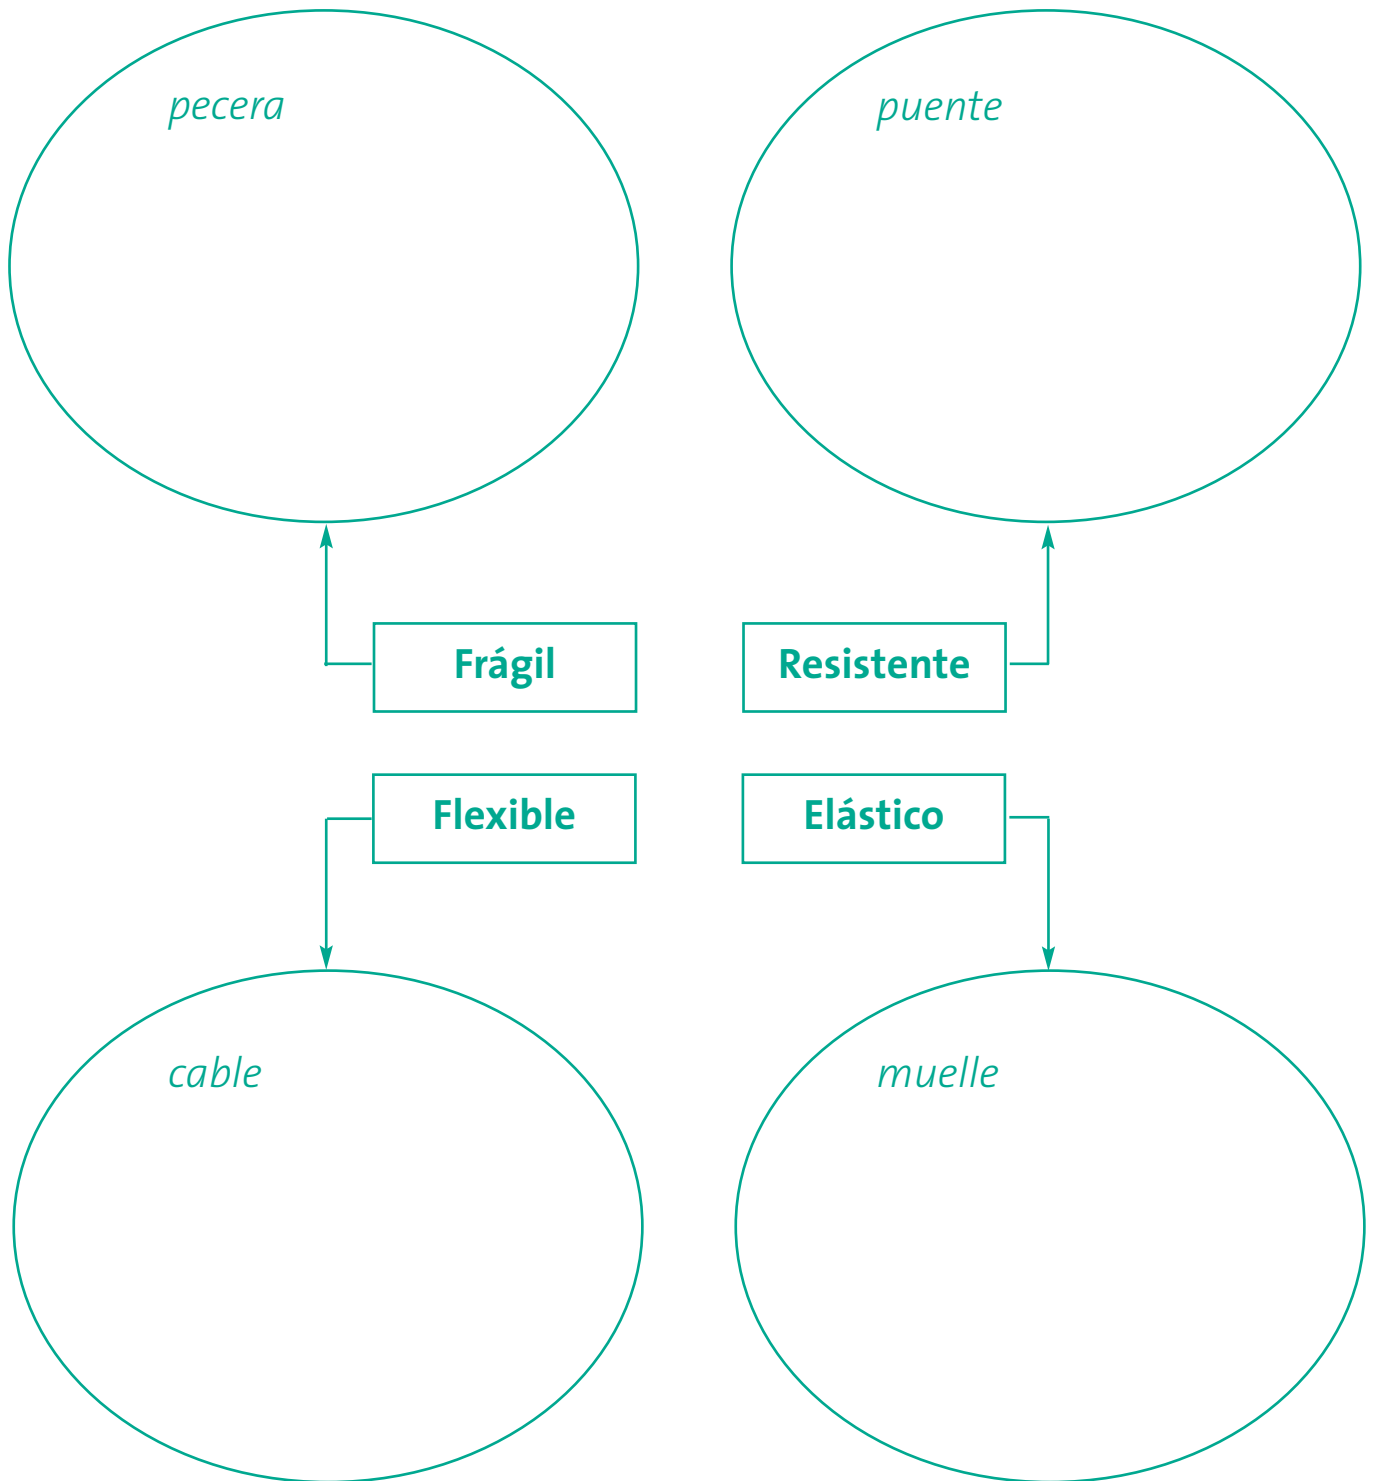 pecera
puente
Frágil
Resistente
Flexible
Elástico
cable
muelle